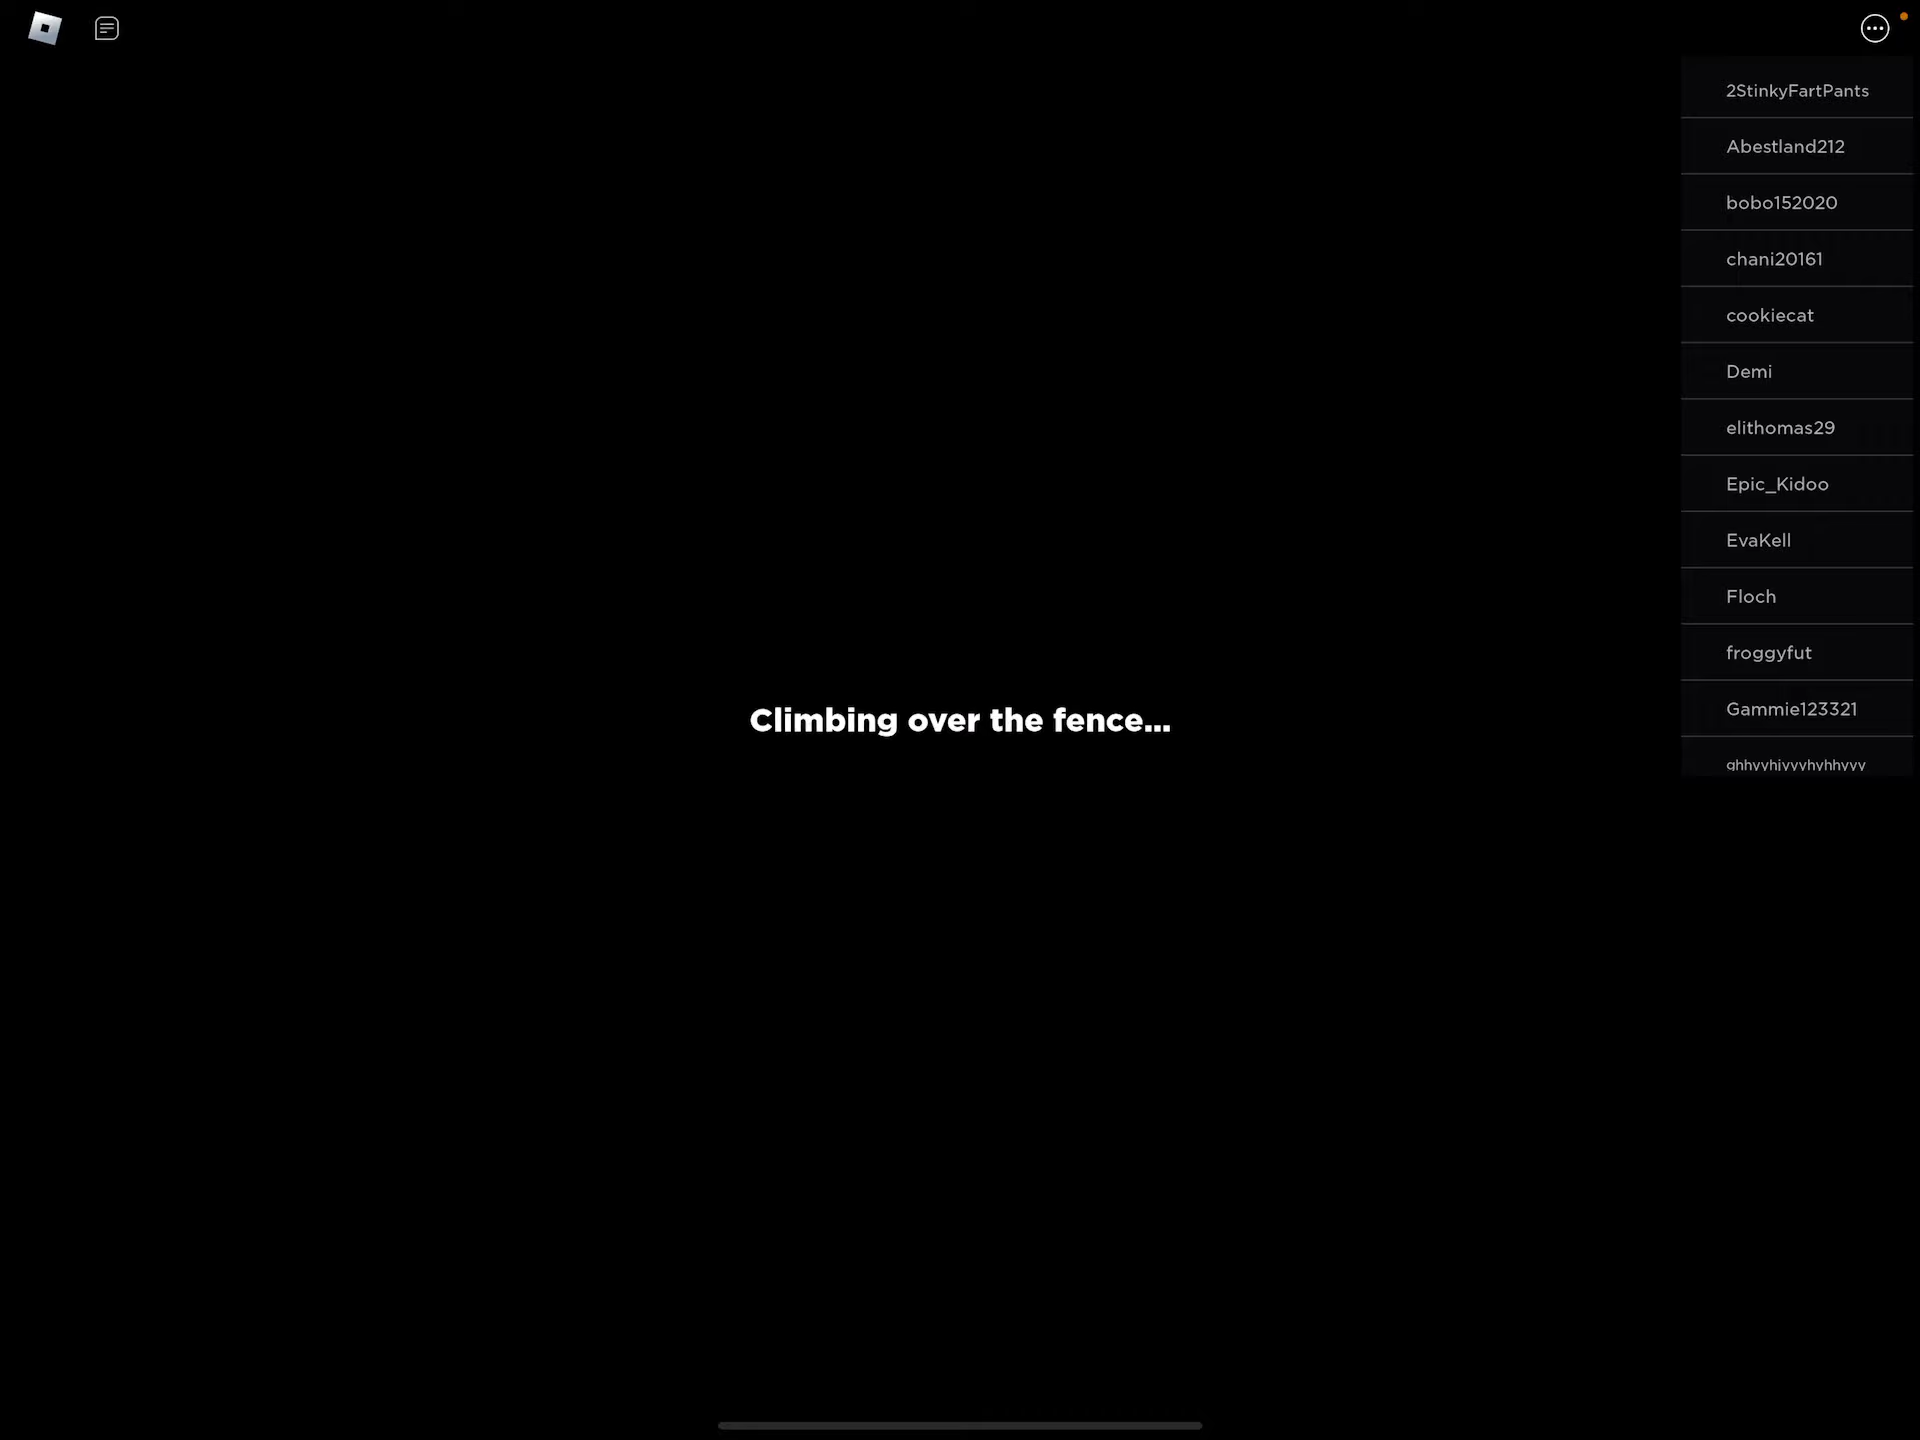 2StinkyFartPants
Abestland212
bobo152020
chani20161
cookiecat
Demi
elithomas29
Epic_Kidoo
EvaKell
Floch
froggyfut
Climbing over the fence...
Gammie123321